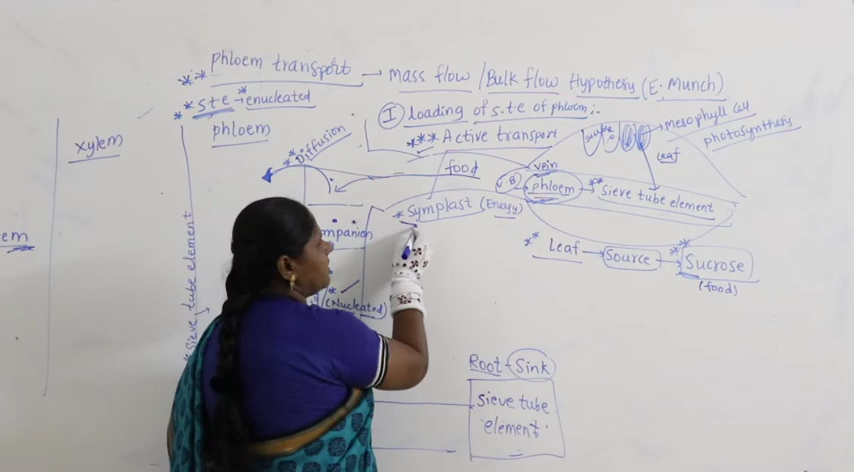 ** phloem transport → Mass flow / Bulk flow Hypothesis (E. Munch)
** s.t.e → *enucleated
I loading of s.t.e of phloem:-
phloem
*** Active transport
mesophyll cell
photosynthesis
leaf
xylem
* Diffusion
food
vein
phloem → ** sieve tube element
* Symplast (Energy)
mpanion
em
* Leaf → Source → ** Sucrose
(food)
* (Nucleated)
* sieve tube element
Root - Sink
sieve tube
element